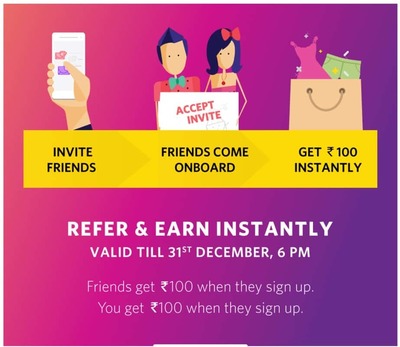 ACCEPT
INVITE
INVITE
FRIENDS
FRIENDS COME
ONBOARD
GET ₹100
INSTANTLY
REFER & EARN INSTANTLY
VALID TILL 31ST DECEMBER, 6 PM
Friends get ₹100 when they sign up.
You get ₹100 when they sign up.